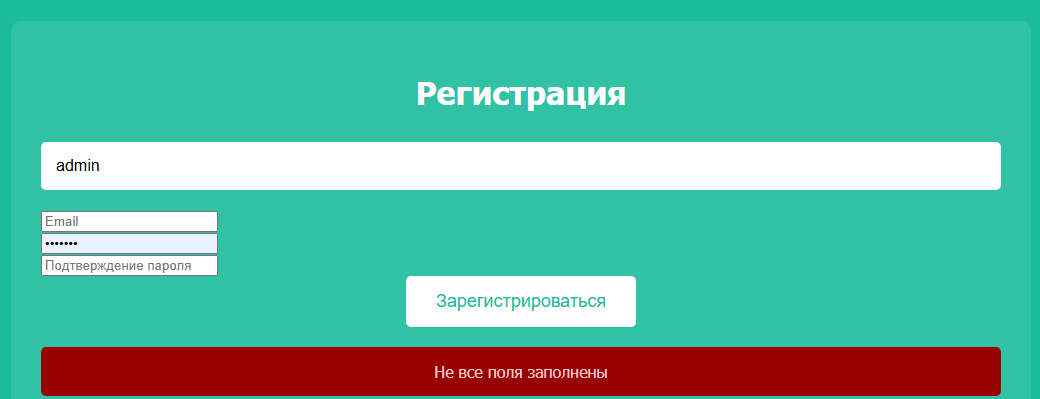 Регистрация
admin
Email
•••••••
Подтверждение пароля
Зарегистрироваться
Не все поля заполнены